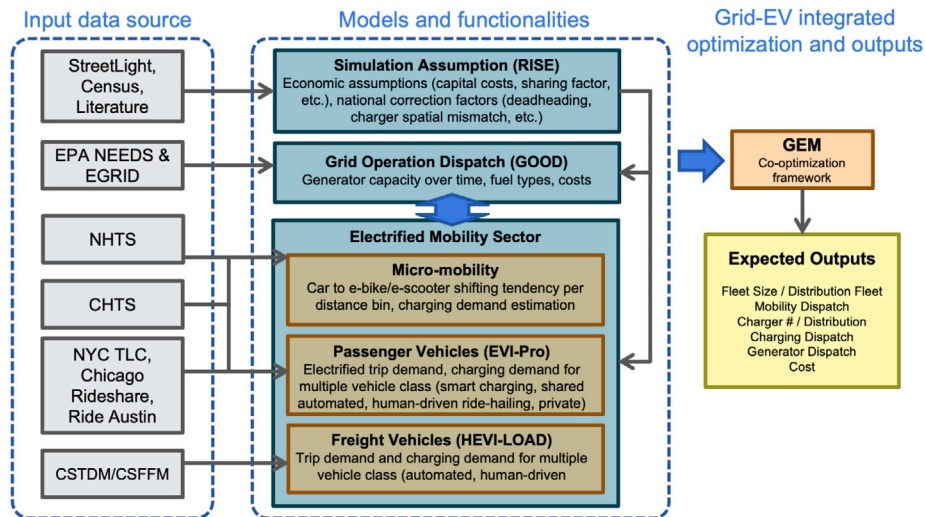 Input data source
Models and functionalities
Grid-EV integrated
optimization and outputs
StreetLight,
Census,
Literature
EPA NEEDS &
EGRID
NHTS
CHTS
NYC TLC,
Chicago
Rideshare,
Ride Austin
CSTDM/CSFFM
Simulation Assumption (RISE)
Economic assumptions (capital costs, sharing factor,
etc.), national correction factors (deadheading,
charger spatial mismatch, etc.)
Grid Operation Dispatch (GOOD)
Generator capacity over time, fuel types, costs
Electrified Mobility Sector
Micro-mobility
Car to e-bike/e-scooter shifting tendency per
distance bin, charging demand estimation
Passenger Vehicles (EVI-Pro)
Electrified trip demand, charging demand for
multiple vehicle class (smart charging, shared
automated, human-driven ride-hailing, private)
Freight Vehicles (HEVI-LOAD)
Trip demand and charging demand for multiple
vehicle class (automated, human-driven
GEM
Co-optimization
framework
Expected Outputs
Fleet Size / Distribution Fleet
Mobility Dispatch
Charger # / Distribution
Charging Dispatch
Generator Dispatch
Cost